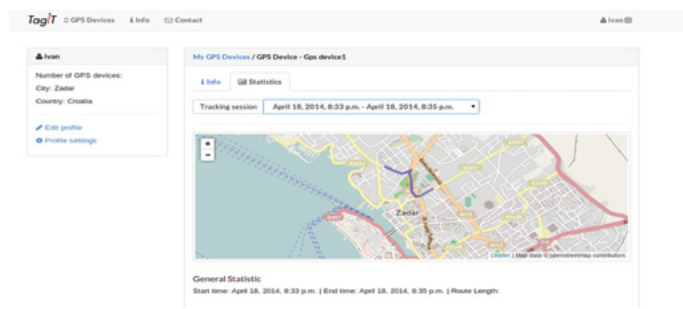 TagIT GPS Devices Info Contact ivan
ivan
Number of GPS devices:
City: Zadar
Country: Croatia
Edit profile
Profile settings
My GPS Devices / GPS Device - Gps device1
Info Statistics
Tracking session April 18, 2014, 8:33 p.m. - April 18, 2014, 8:35 p.m.
+
-
Zadar
Leaflet | Map data © openstreetmap contributors
General Statistic
Start time: April 18, 2014, 8:33 p.m. | End time: April 18, 2014, 8:35 p.m. | Route Length: